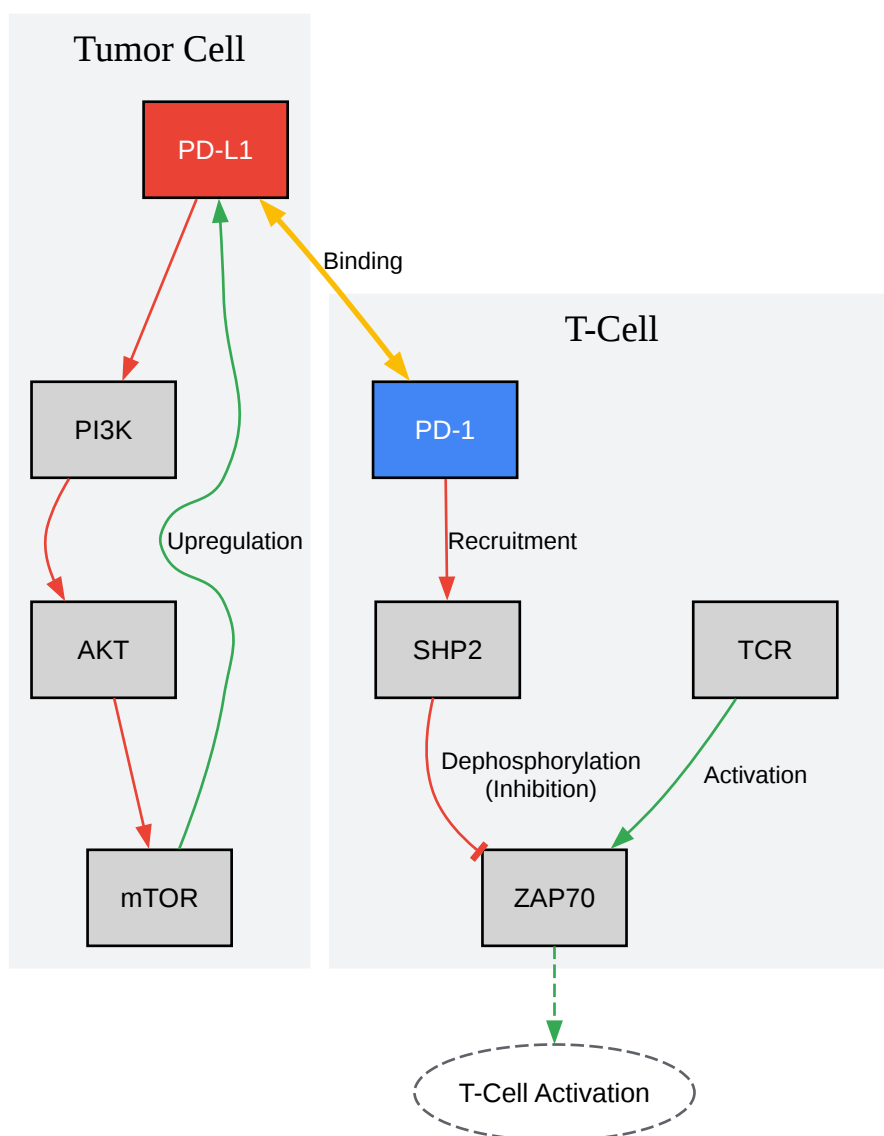 Tumor Cell
PD-L1
Binding
T-Cell
PI3K
PD-1
Upregulation
Recruitment
AKT
SHP2
TCR
Dephosphorylation
(Inhibition)
Activation
mTOR
ZAP70
T-Cell Activation